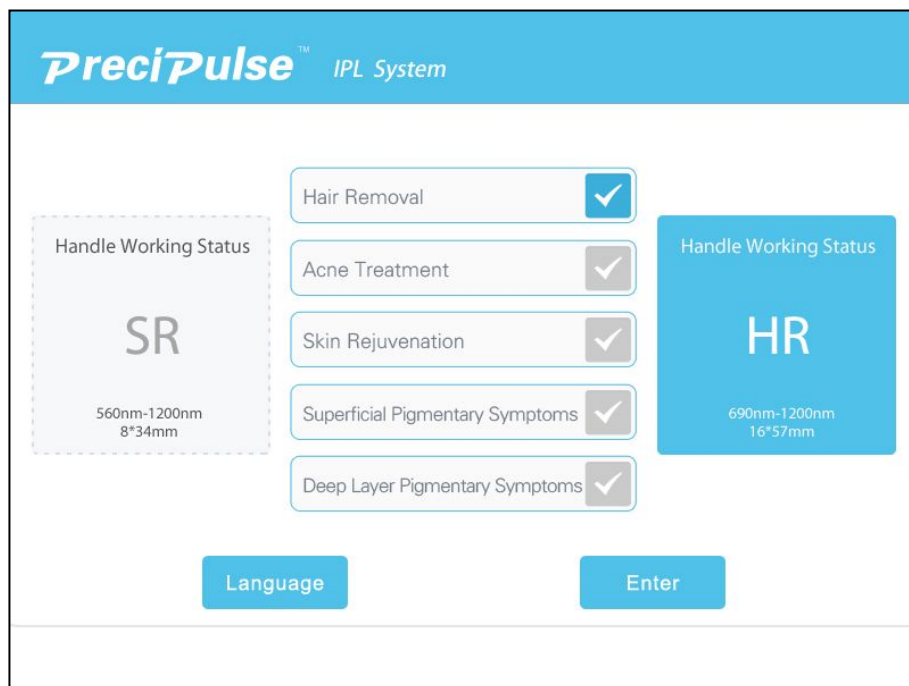 PreciPulse™ IPL System
Handle Working Status
SR
560nm-1200nm
8*34mm
Hair Removal
Acne Treatment
Skin Rejuvenation
Superficial Pigmentary Symptoms
Deep Layer Pigmentary Symptoms
Handle Working Status
HR
690nm-1200nm
16*57mm
Language
Enter